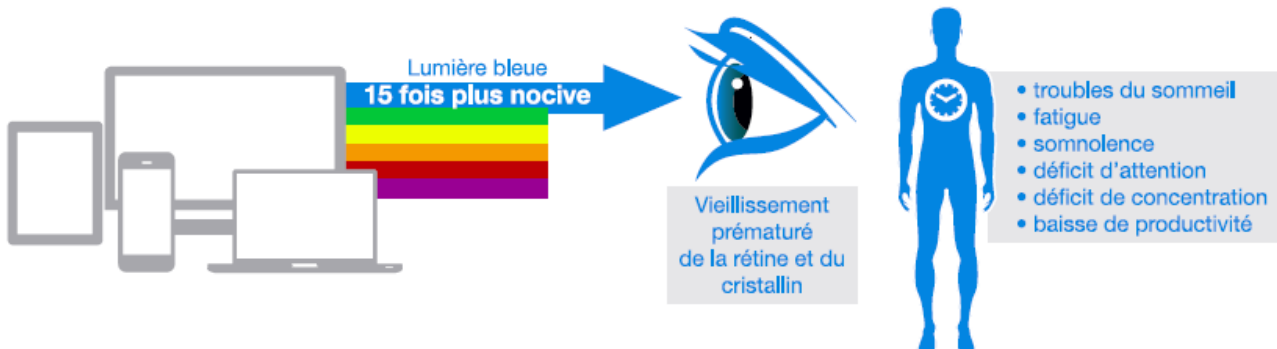 Lumière bleue
15 fois plus nocive
Vieillissement
prématuré
de la rétine et du
cristallin
• troubles du sommeil
• fatigue
• somnolence
• déficit d'attention
• déficit de concentration
• baisse de productivité